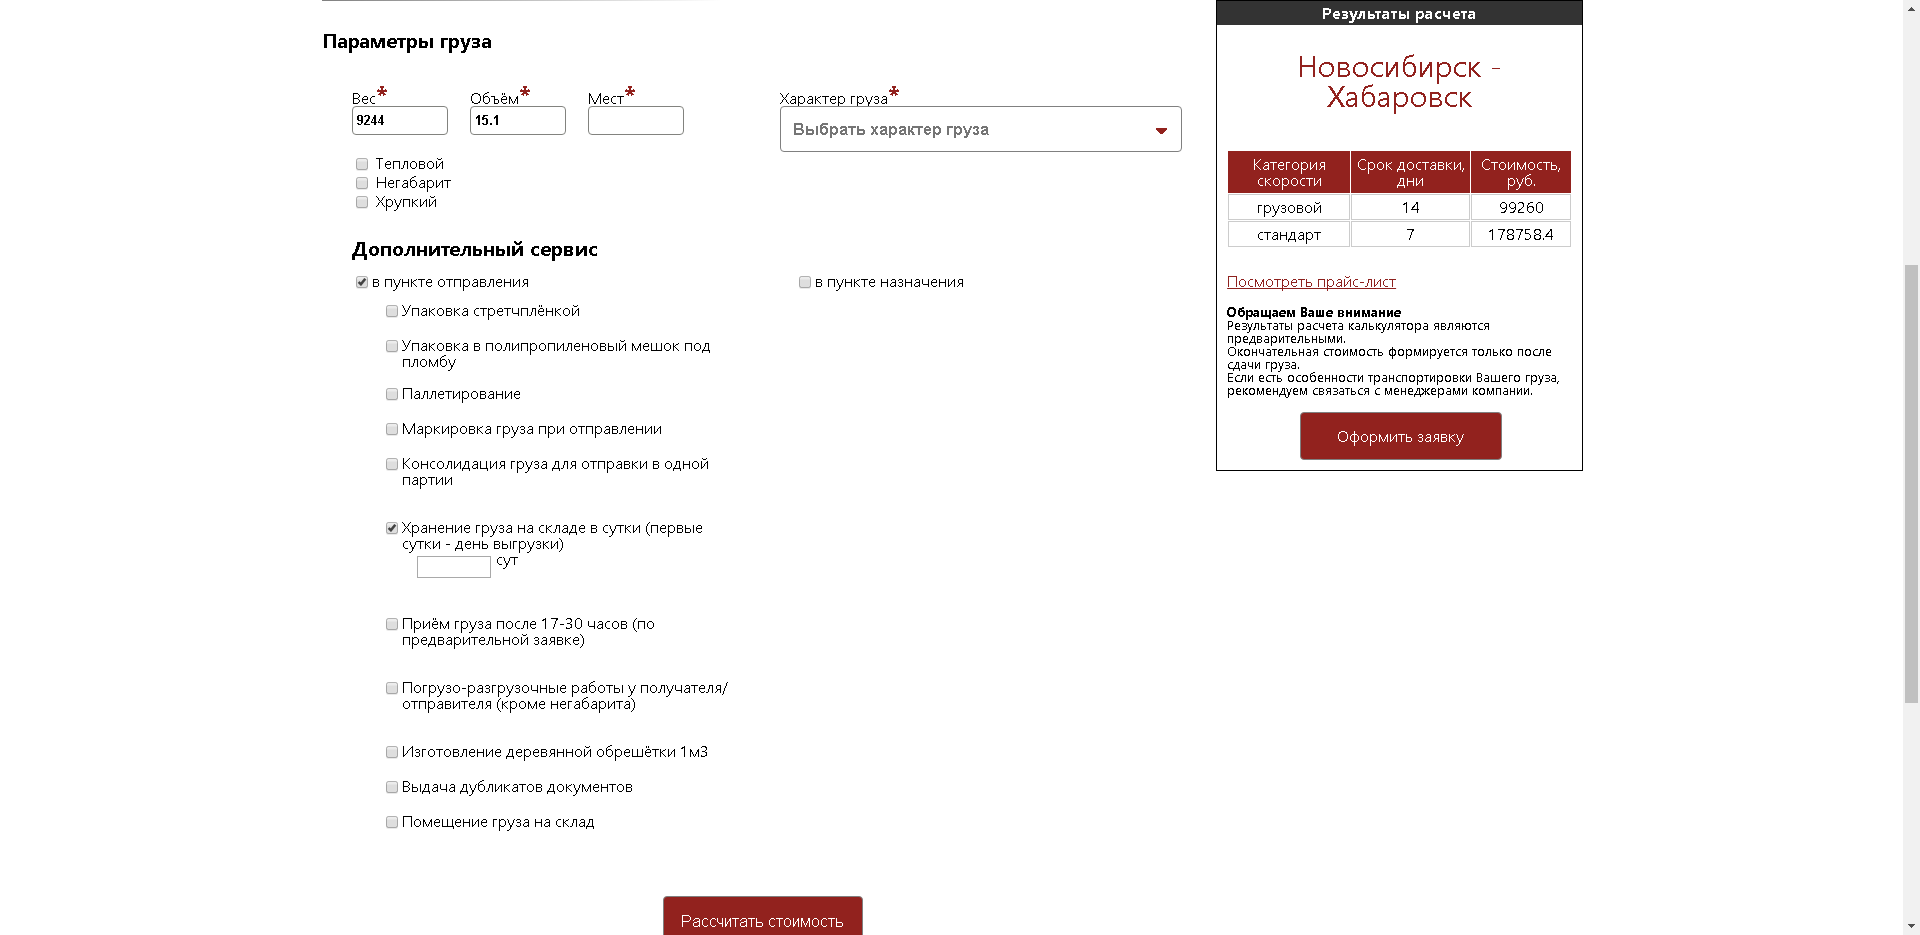 Параметры груза
Вес*
Объём*
Мест*
Характер груза*
9244
15.1
Выбрать характер груза
Тепловой
Негабарит
Хрупкий
Дополнительный сервис
в пункте отправления
в пункте назначения
Упаковка стретчплёнкой
Упаковка в полипропиленовый мешок под
пломбу
Паллетирование
Маркировка груза при отправлении
Консолидация груза для отправки в одной
партии
Хранение груза на складе в сутки (первые
сутки - день выгрузки)
сут
Приём груза после 17-30 часов (по
предварительной заявке)
Погрузо-разгрузочные работы у получателя/
отправителя (кроме негабарита)
Изготовление деревянной обрешётки 1м3
Выдача дубликатов документов
Помещение груза на склад
Рассчитать стоимость
Результаты расчета
Новосибирск -
Хабаровск
Категория скорости
Срок доставки, дни
Стоимость, руб.
грузовой 14 99260
стандарт 7 178758.4
Посмотреть прайс-лист
Обращаем Ваше внимание
Результаты расчета калькулятора являются
предварительными.
Окончательная стоимость формируется только после
сдачи груза.
Если есть особенности транспортировки Вашего груза,
рекомендуем связаться с менеджерами компании.
Оформить заявку